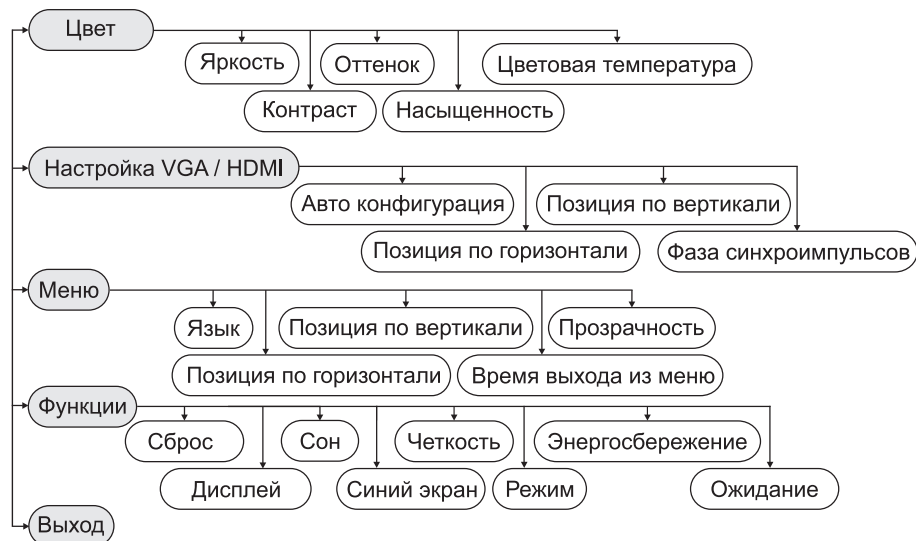 Цвет
Яркость
Оттенок
Цветовая температура
Контраст
Насыщенность
Настройка VGA / HDMI
Авто конфигурация
Позиция по вертикали
Позиция по горизонтали
Фаза синхроимпульсов
Меню
Язык
Позиция по вертикали
Прозрачность
Позиция по горизонтали
Время выхода из меню
Функции
Сброс
Сон
Четкость
Энергосбережение
Дисплей
Синий экран
Режим
Ожидание
Выход